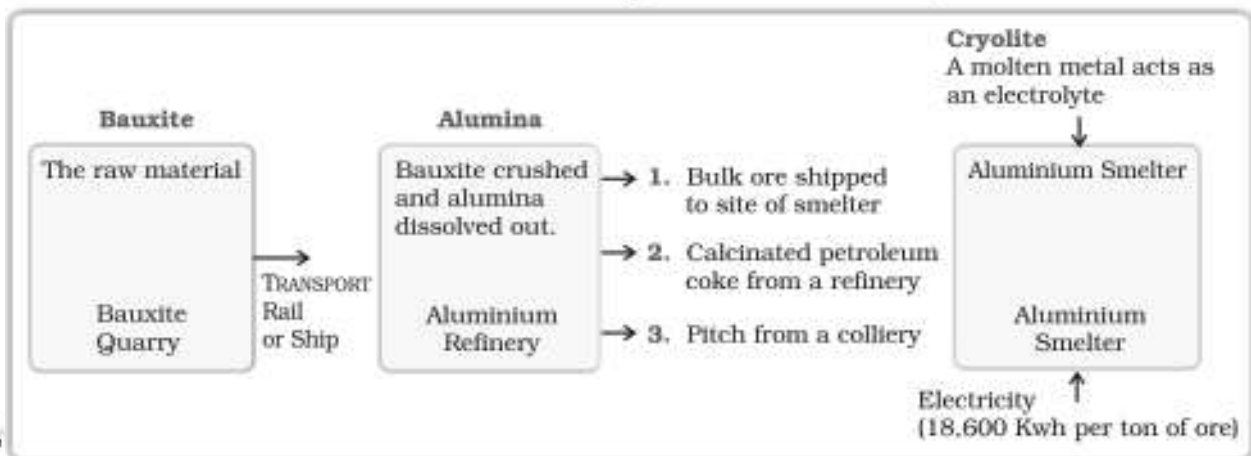 Bauxite
The raw material
Bauxite
Quarry
TRANSPORT
Rail
or Ship
Alumina
Bauxite crushed
and alumina
dissolved out.
Aluminium
Refinery
1. Bulk ore shipped
to site of smelter
2. Calcinated petroleum
coke from a refinery
3. Pitch from a colliery
Cryolite
A molten metal acts as
an electrolyte
Aluminium Smelter
Aluminium
Smelter
Electricity
(18,600 Kwh per ton of ore)